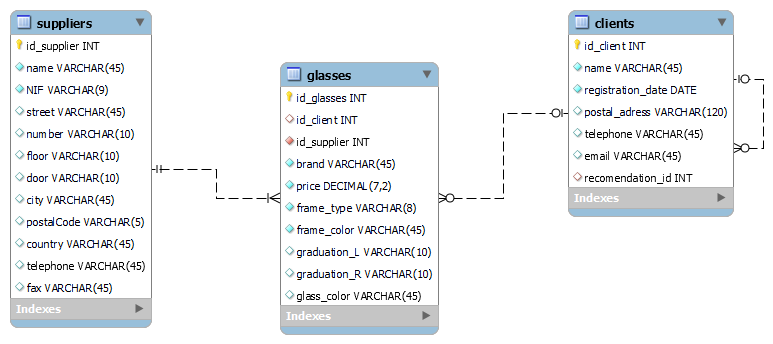 suppliers
id_supplier INT
name VARCHAR(45)
NIF VARCHAR(9)
street VARCHAR(45)
number VARCHAR(10)
floor VARCHAR(10)
door VARCHAR(10)
city VARCHAR(45)
postalCode VARCHAR(5)
country VARCHAR(45)
telephone VARCHAR(45)
fax VARCHAR(45)
Indexes
glasses
id_glasses INT
id_client INT
id_supplier INT
brand VARCHAR(45)
price DECIMAL(7,2)
frame_type VARCHAR(8)
frame_color VARCHAR(45)
graduation_L VARCHAR(10)
graduation_R VARCHAR(10)
glass_color VARCHAR(45)
Indexes
clients
id_client INT
name VARCHAR(45)
registration_date DATE
postal_adress VARCHAR(120)
telephone VARCHAR(45)
email VARCHAR(45)
recomendation_id INT
Indexes